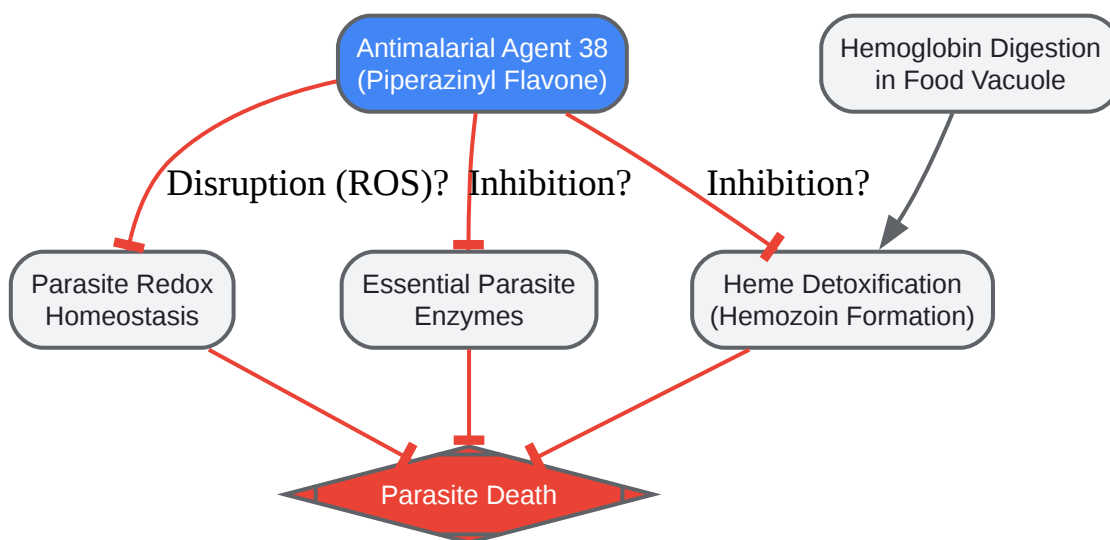 Antimalarial Agent 38
(Piperazinyl Flavone)
Hemoglobin Digestion
in Food Vacuole
Disruption (ROS)?
Inhibition?
Inhibition?
Parasite Redox
Homeostasis
Essential Parasite
Enzymes
Heme Detoxification
(Hemozoin Formation)
Parasite Death